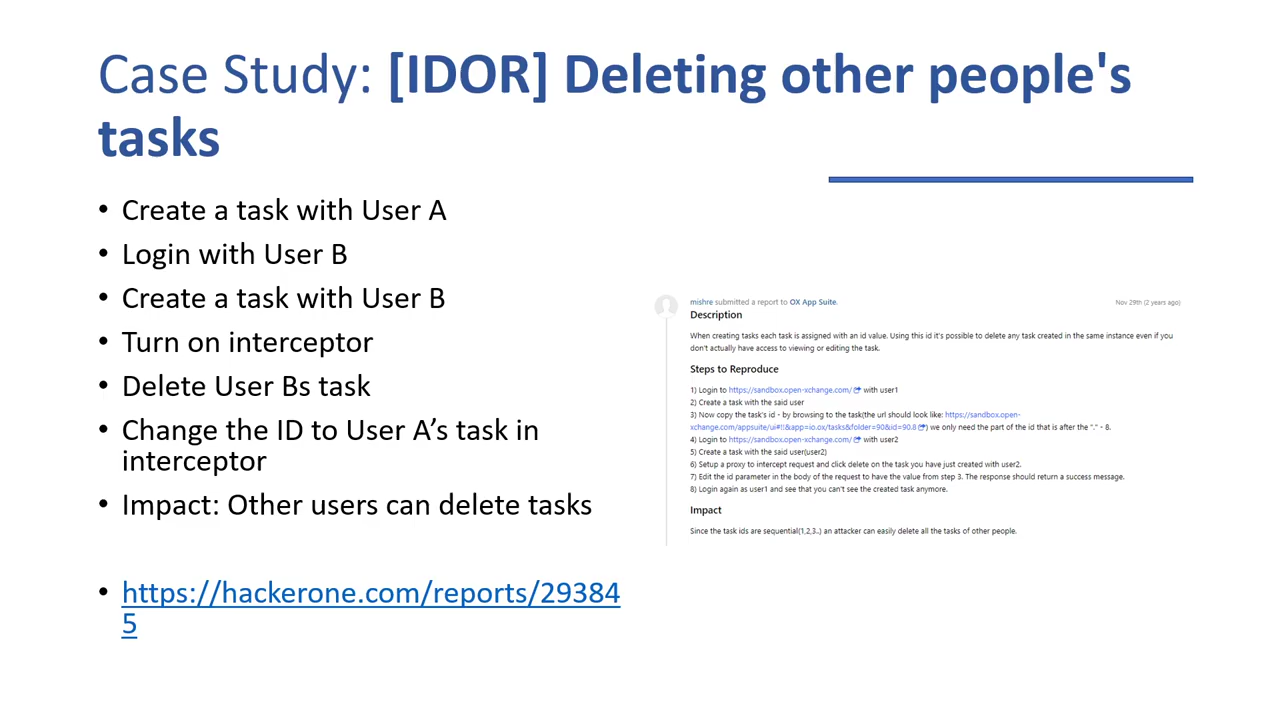 Case Study: [IDOR] Deleting other people's
tasks
• Create a task with User A
• Login with User B
• Create a task with User B
• Turn on interceptor
• Delete User Bs task
• Change the ID to User A’s task in
interceptor
• Impact: Other users can delete tasks
• https://hackerone.com/reports/29384
5
mishre submitted a report to OX App Suite. Nov 29th (2 years ago)
Description
When creating tasks each task is assigned with an id value. Using this id it's possible to delete any task created in the same instance even if you
don't actually have access to viewing or editing the task.
Steps to Reproduce
1) Login to https://sandbox.open-xchange.com/ with user1
2) Create a task with the said user
3) Now copy the task's id - by browsing to the task(the url should look like: https://sandbox.open-
xchange.com/appsuite/ui#!!&app=io.ox/tasks&folder=90&id=90.8 ) we only need the part of the id that is after the "." - 8.
4) Login to https://sandbox.open-xchange.com/ with user2
5) Create a task with the said user(user2)
6) Setup a proxy to intercept request and click delete on the task you have just created with user2.
7) Edit the id parameter in the body of the request to have the value from step 3. The response should return a success message.
8) Login again as user1 and see that you can't see the created task anymore.
Impact
Since the task ids are sequential(1,2,3..) an attacker can easily delete all the tasks of other people.